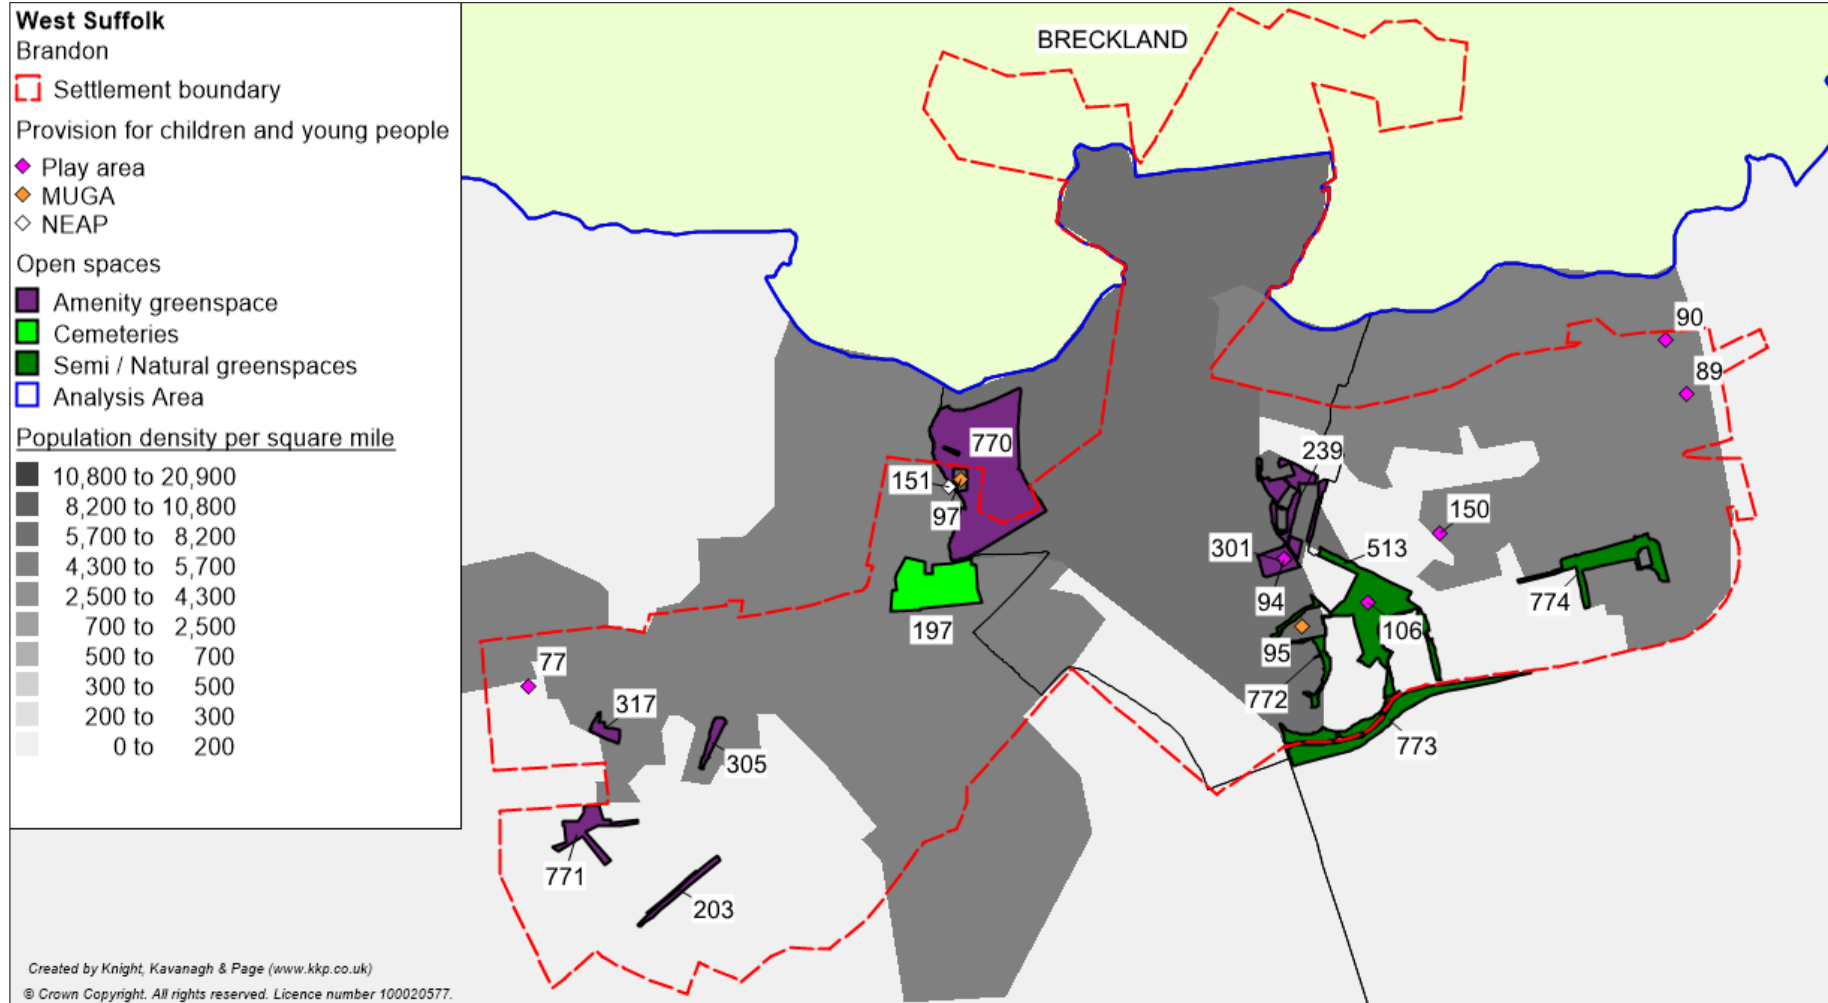 West Suffolk
Brandon
Settlement boundary
Provision for children and young people
Play area
MUGA
NEAP
Open spaces
Amenity greenspace
Cemeteries
Semi / Natural greenspaces
Analysis Area
Population density per square mile
10,800 to 20,900
8,200 to 10,800
5,700 to 8,200
4,300 to 5,700
2,500 to 4,300
700 to 2,500
500 to 700
300 to 500
200 to 300
0 to 200
Created by Knight, Kavanagh & Page (www.kkp.co.uk)
© Crown Copyright. All rights reserved. Licence number 100020577.
BRECKLAND
90
89
770
239
151
97
150
301
513
94
774
197
106
95
77
772
317
773
305
771
203